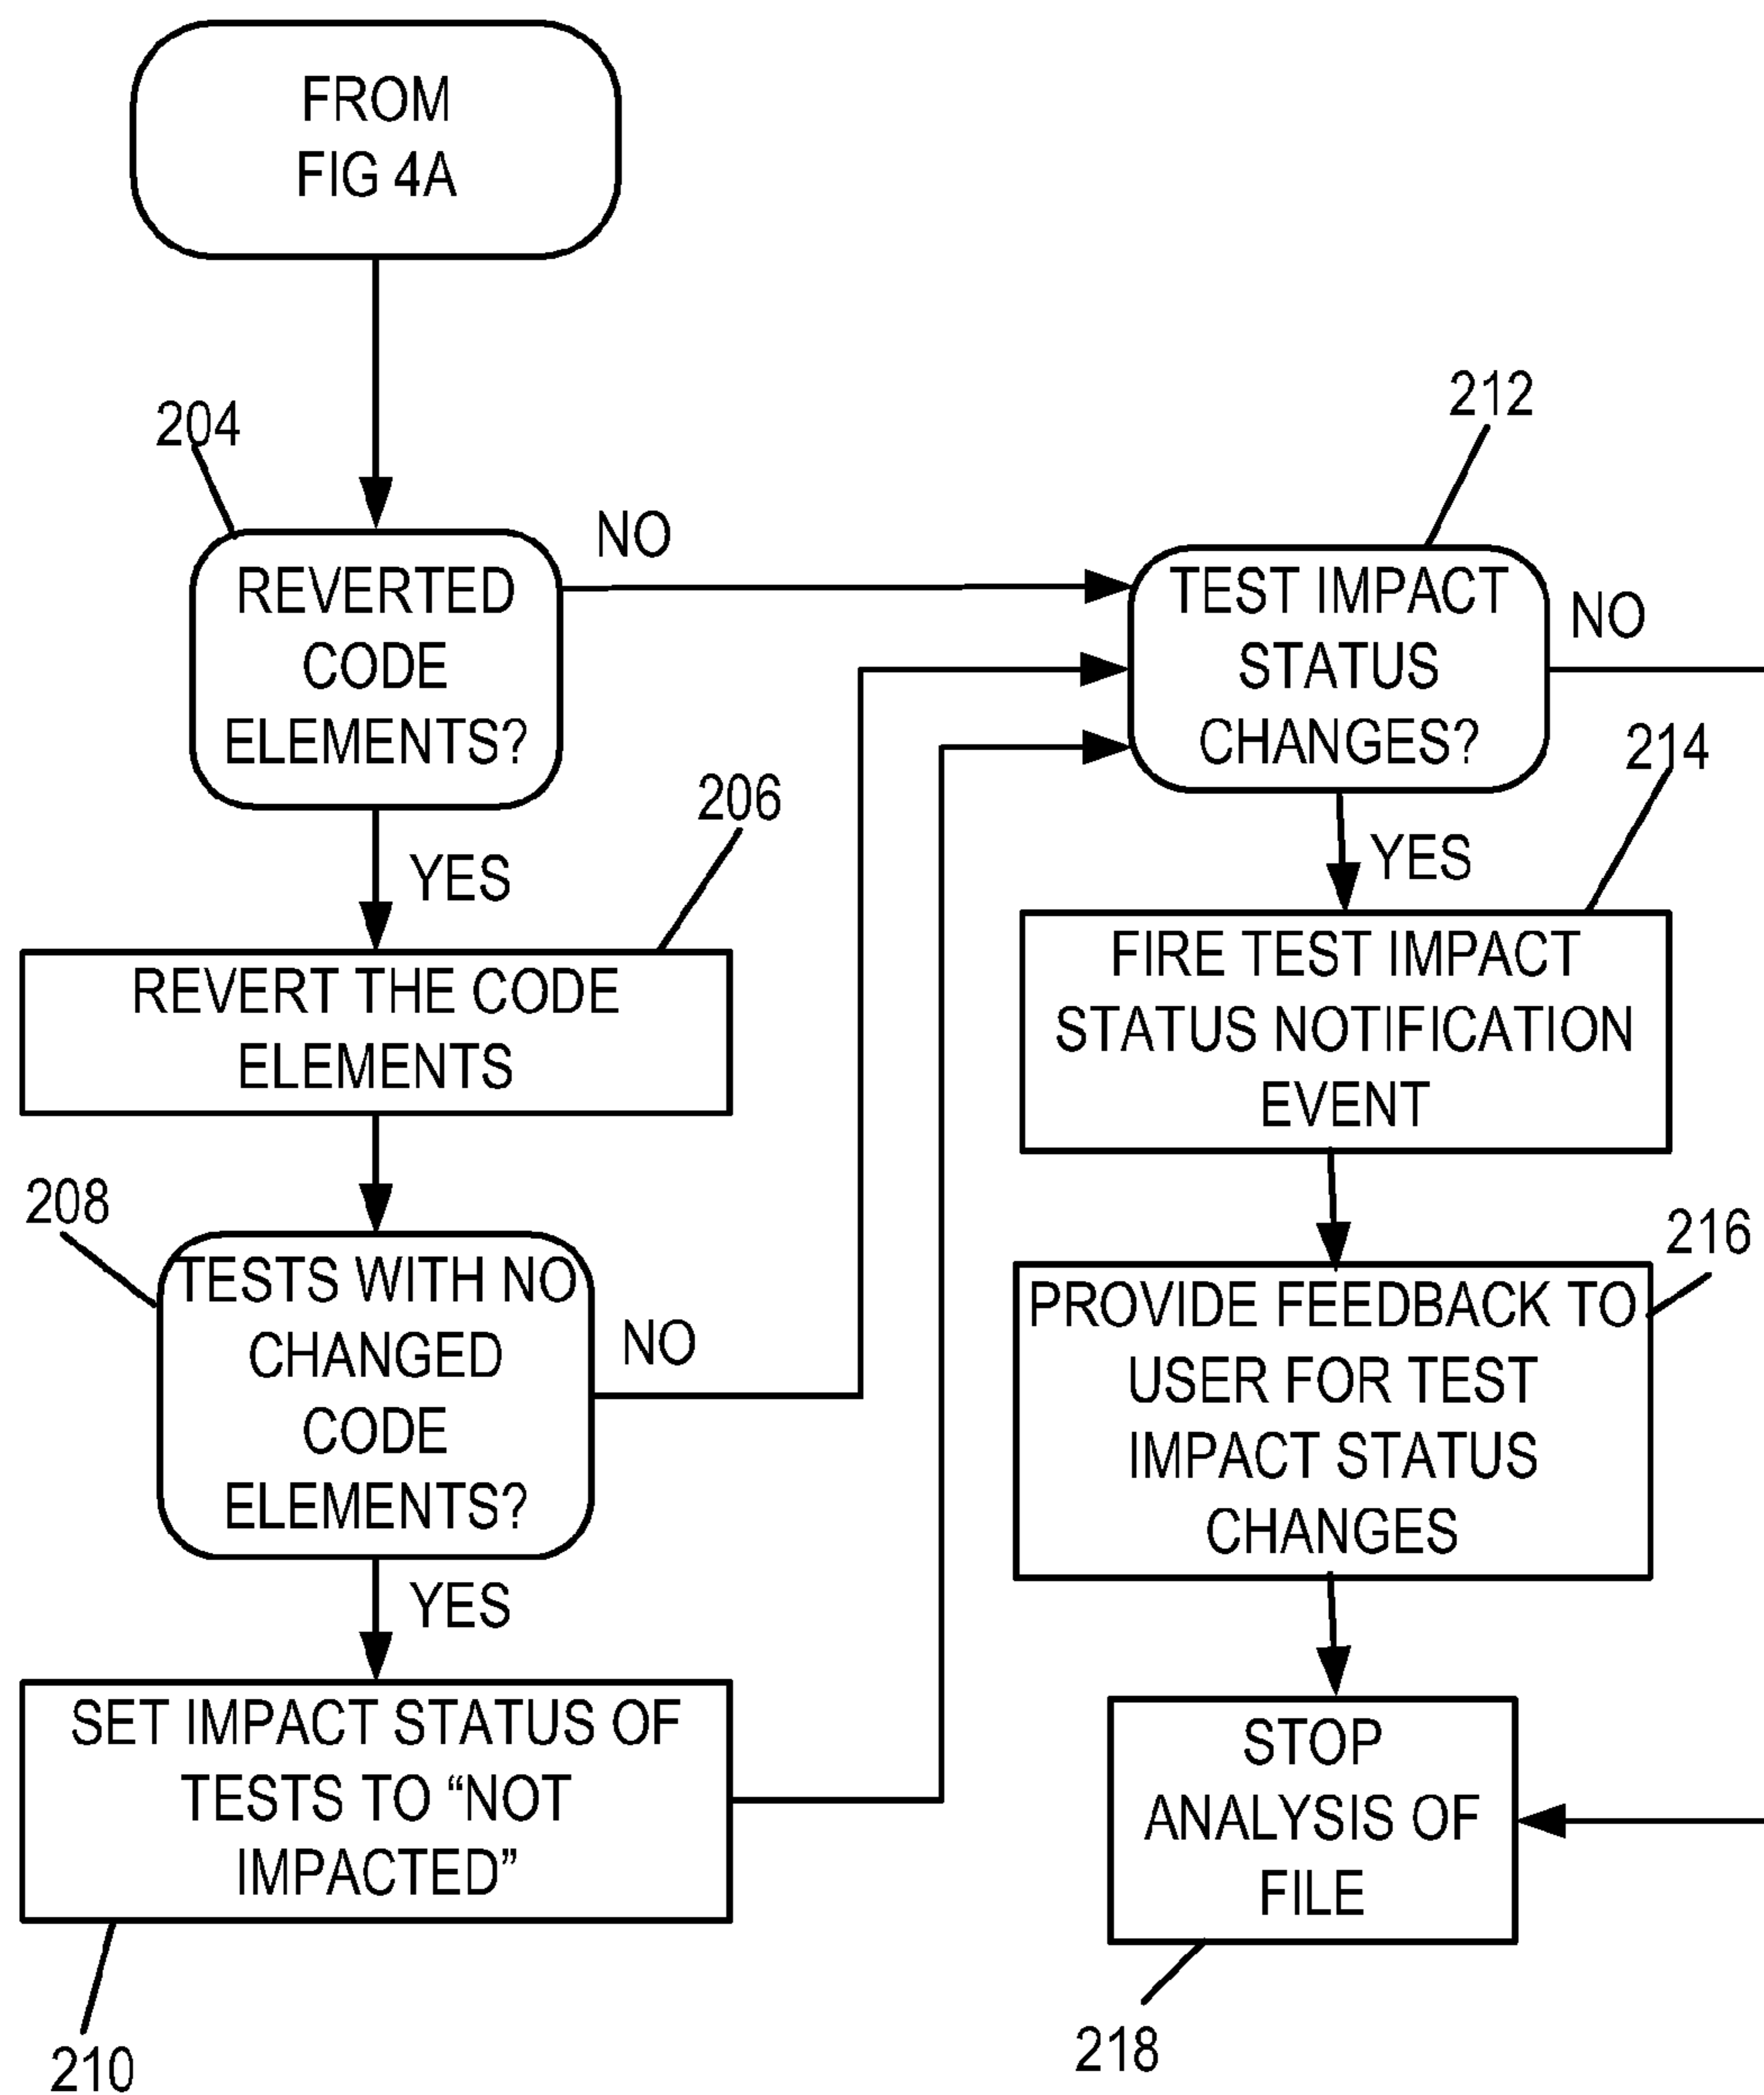 FROM
FIG 4A
204
REVERTED
CODE
ELEMENTS?
NO
YES
206
REVERT THE CODE
ELEMENTS
208
TESTS WITH NO
CHANGED
CODE
ELEMENTS?
NO
YES
SET IMPACT STATUS OF
TESTS TO “NOT
IMPACTED”
210
212
TEST IMPACT
STATUS
CHANGES?
NO
YES
214
FIRE TEST IMPACT
STATUS NOTIFICATION
EVENT
216
PROVIDE FEEDBACK TO
USER FOR TEST
IMPACT STATUS
CHANGES
STOP
ANALYSIS OF
FILE
218